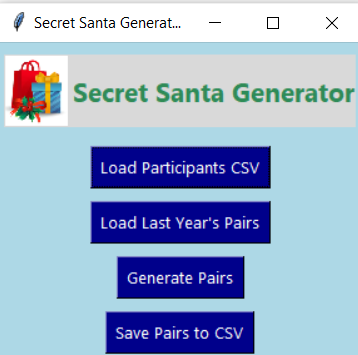 Secret Santa Generat...
Secret Santa Generator
Load Participants CSV
Load Last Year's Pairs
Generate Pairs
Save Pairs to CSV